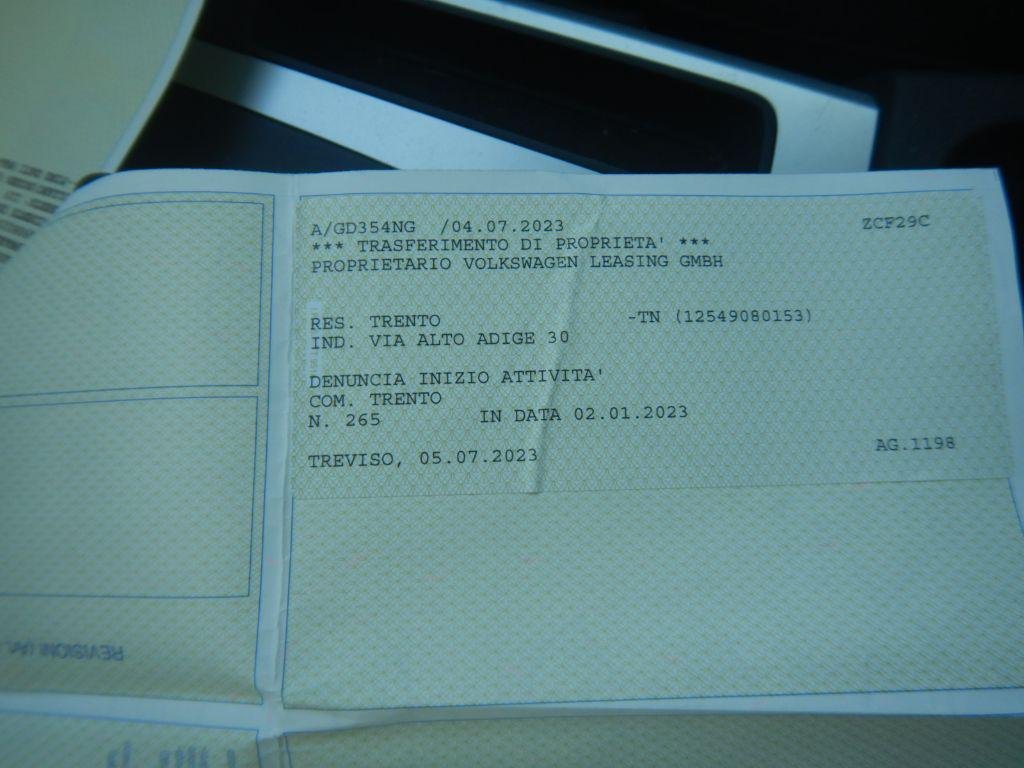 A/GD354NG /04.07.2023 ZCF29C
*** TRASFERIMENTO DI PROPRIETA' ***
PROPRIETARIO VOLKSWAGEN LEASING GMBH
RES. TRENTO -TN (12549080153)
IND. VIA ALTO ADIGE 30
DENUNCIA INIZIO ATTIVITA'
COM. TRENTO
N. 265 IN DATA 02.01.2023
AG.1198
TREVISO, 05.07.2023
REVISIONI (Art.